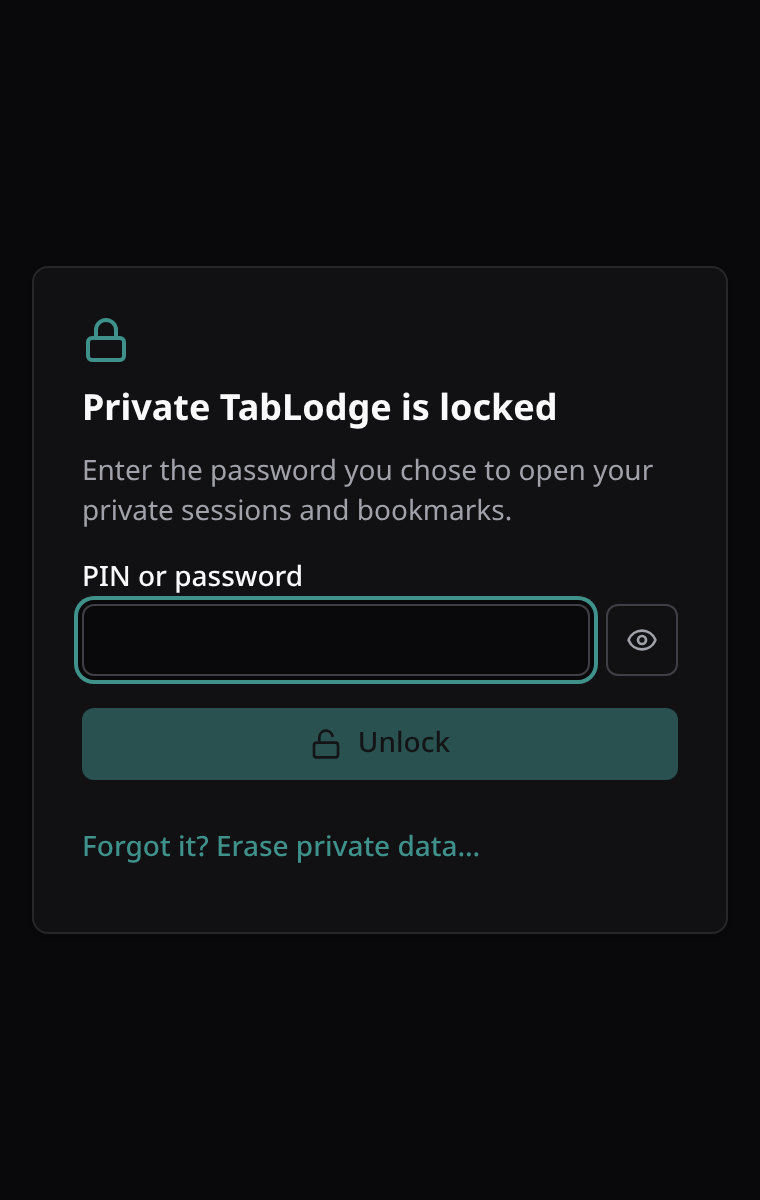 Private TabLodge is locked
Enter the password you chose to open your
private sessions and bookmarks.
PIN or password
Unlock
Forgot it? Erase private data...